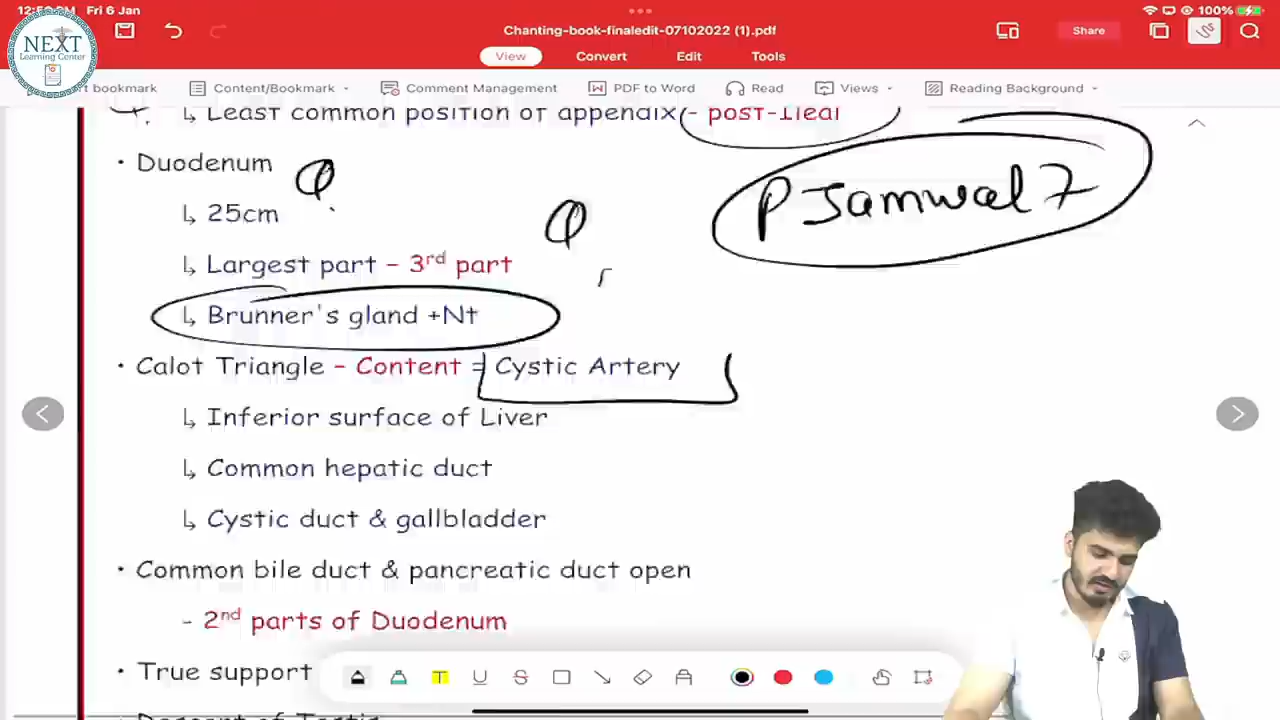 12:50 PM Fri 6 Jan
100%
NEXT
Learning Center
Chanting-book-finaledit-07102022 (1).pdf
Share
View Convert Edit Tools
bookmark Content/Bookmark Comment Management PDF to Word Read Views Reading Background
Q. ↳ Least common position of appendix - post-Ileal
• Duodenum
Q.
↳ 25cm
P Jamwal 7
Q
↳ Largest part - 3rd part
↳ Brunner's gland +Nt
• Calot Triangle - Content = Cystic Artery
↳ Inferior surface of Liver
↳ Common hepatic duct
↳ Cystic duct & gallbladder
• Common bile duct & pancreatic duct open
- 2nd parts of Duodenum
• True support